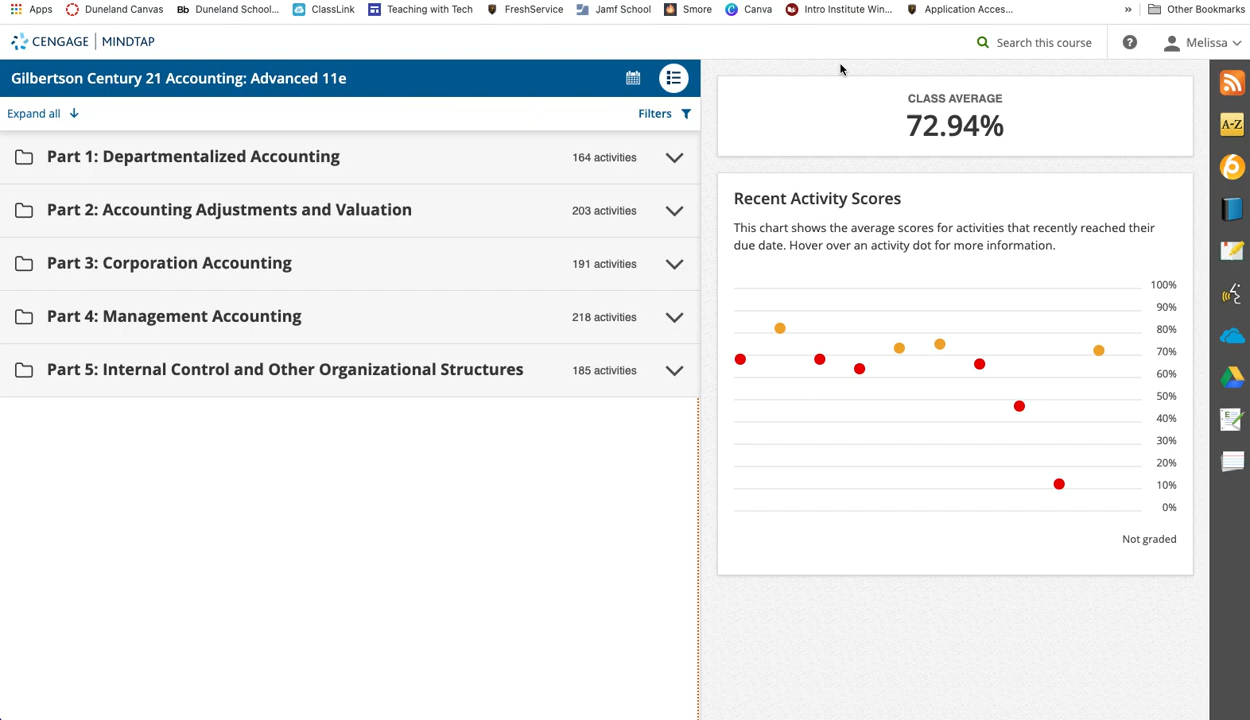 Apps Duneland Canvas Bb Duneland School... ClassLink Teaching with Tech FreshService Jamf School Smore Canva Intro Institute Win... Application Acces... » Other Bookmarks
CENGAGE | MINDTAP Search this course ? Melissa
Gilbertson Century 21 Accounting: Advanced 11e
Expand all ↓ Filters
Part 1: Departmentalized Accounting 164 activities
Part 2: Accounting Adjustments and Valuation 203 activities
Part 3: Corporation Accounting 191 activities
Part 4: Management Accounting 218 activities
Part 5: Internal Control and Other Organizational Structures 185 activities
CLASS AVERAGE
72.94%
Recent Activity Scores
This chart shows the average scores for activities that recently reached their
due date. Hover over an activity dot for more information.
100%
90%
80%
70%
60%
50%
40%
30%
20%
10%
0%
Not graded
A-Z